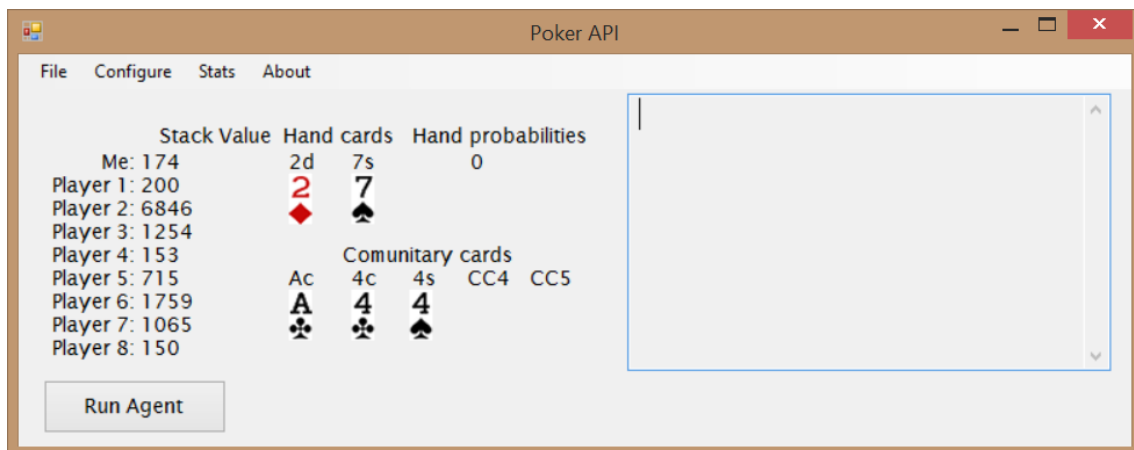 Poker API
File Configure Stats About
Stack Value Hand cards Hand probabilities
Me: 174 2d 7s 0
Player 1: 200 2 7
Player 2: 6846
Player 3: 1254
Player 4: 153 Comunitary cards
Player 5: 715 Ac 4c 4s CC4 CC5
Player 6: 1759 A 4 4
Player 7: 1065
Player 8: 150
Run Agent